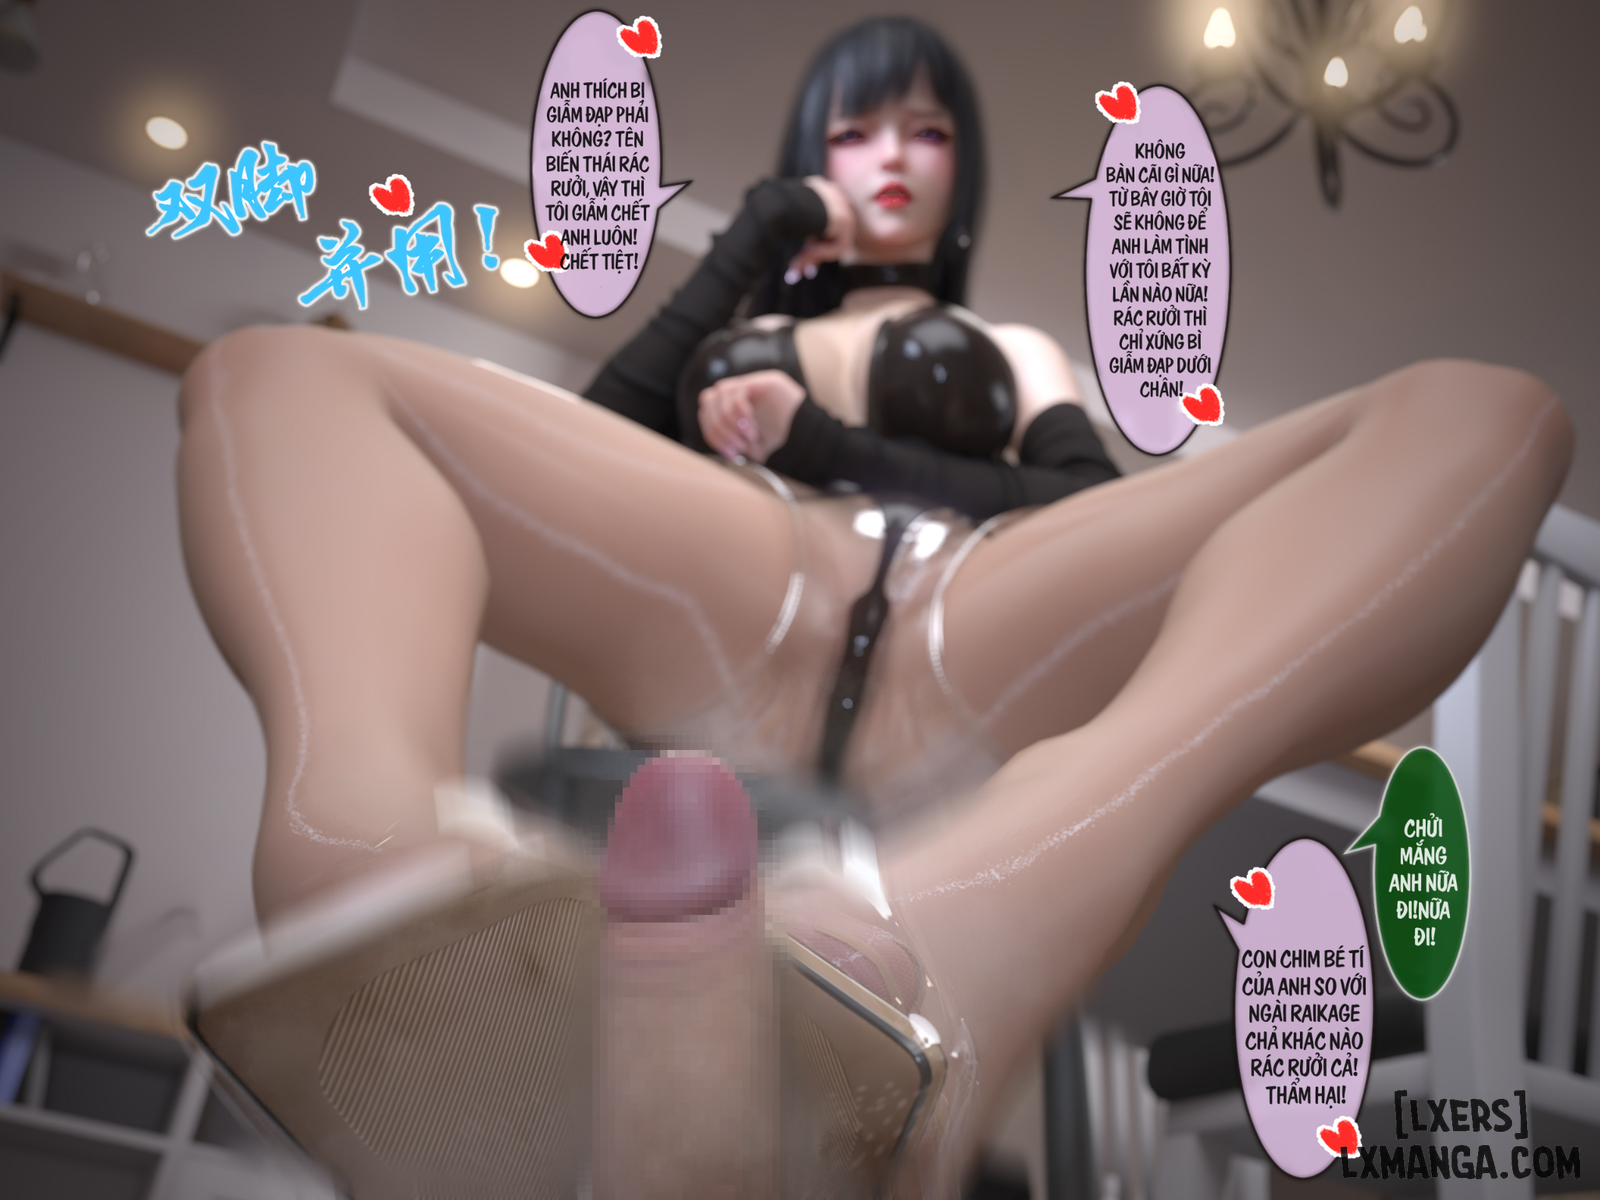 ANH THÍCH BỊ
GIẪM ĐẠP PHẢI
KHÔNG? TÊN
BIẾN THÁI RÁC
RƯỞI, VẬY THÌ
TÔI GIẪM CHẾT
ANH LUÔN!
CHẾT TIỆT!
双脚
并用!
KHÔNG
BÀN CÃI GÌ NỮA!
TỪ BÂY GIỜ TÔI
SẼ KHÔNG ĐỂ
ANH LÀM TÌNH
VỚI TÔI BẤT KỲ
LẦN NÀO NỮA!
RÁC RƯỞI THÌ
CHỈ XỨNG BÌ
GIẪM ĐẠP DƯỚI
CHÂN!
CHỬI
MẮNG
ANH NỮA
ĐI!NỮA
ĐI!
CON CHIM BÉ TÍ
CỦA ANH SO VỚI
NGÀI RAIKAGE
CHẢ KHÁC NÀO
RÁC RƯỞI CẢ!
THẨM HẠI!
[LXERS]
LXMANGA.COM